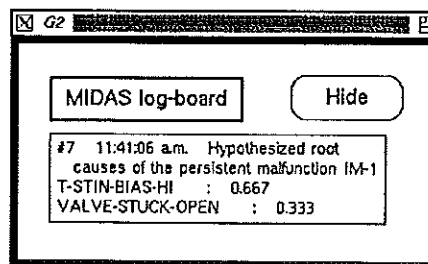 G2
MIDAS log-board
Hide
#7 11:41:06 a.m. Hypothesized root
causes of the persistent malfunction IM-1
T-STIN-BIAS-HI : 0.667
VALVE-STUCK-OPEN : 0.333